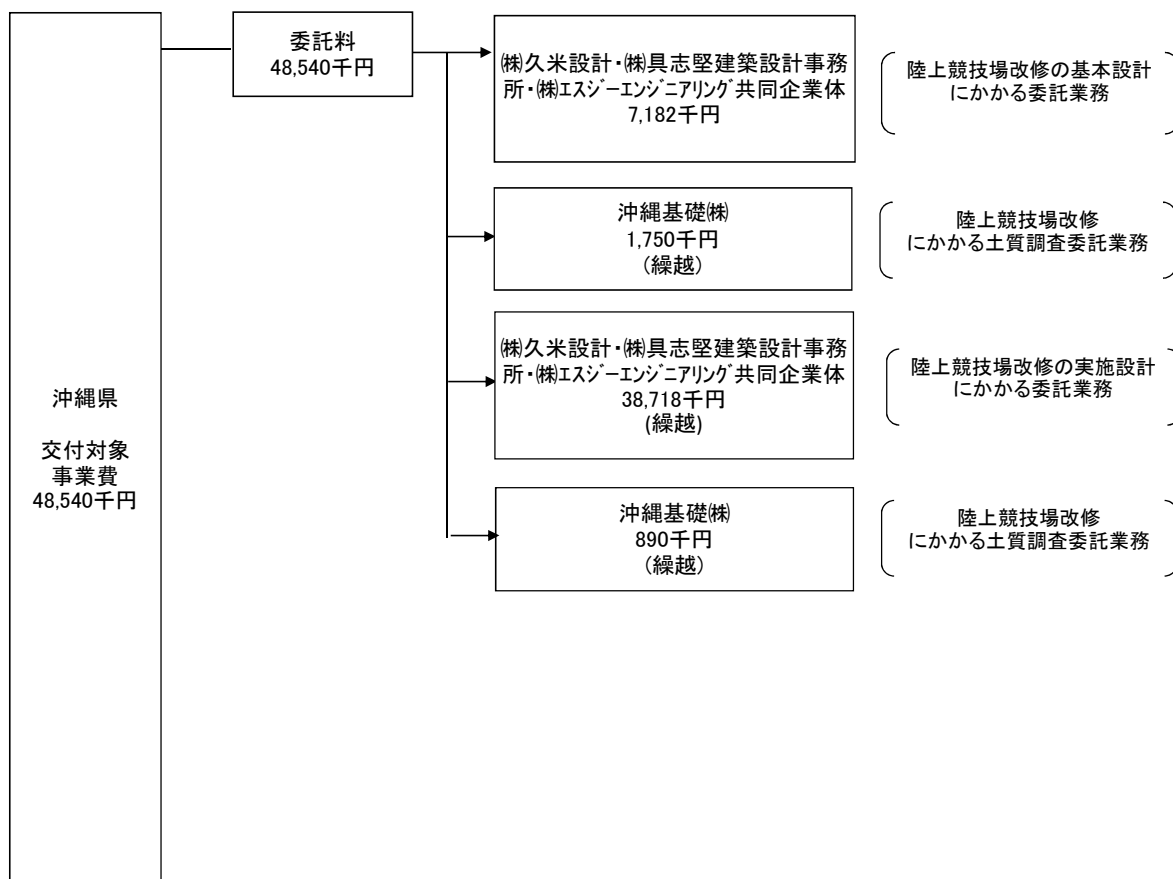 沖縄県
交付対象
事業費
48,540千円
委託料
48,540千円
㈱久米設計・㈱具志堅建築設計事務
所・㈱ｴｽｼﾞｰｴﾝｼﾞﾆｱﾘﾝｸﾞ共同企業体
7,182千円
陸上競技場改修の基本設計
にかかる委託業務
沖縄基礎㈱
1,750千円
(繰越)
陸上競技場改修
にかかる土質調査委託業務
㈱久米設計・㈱具志堅建築設計事務
所・㈱ｴｽｼﾞｰｴﾝｼﾞﾆｱﾘﾝｸﾞ共同企業体
38,718千円
(繰越)
陸上競技場改修の実施設計
にかかる委託業務
沖縄基礎㈱
890千円
(繰越)
陸上競技場改修
にかかる土質調査委託業務